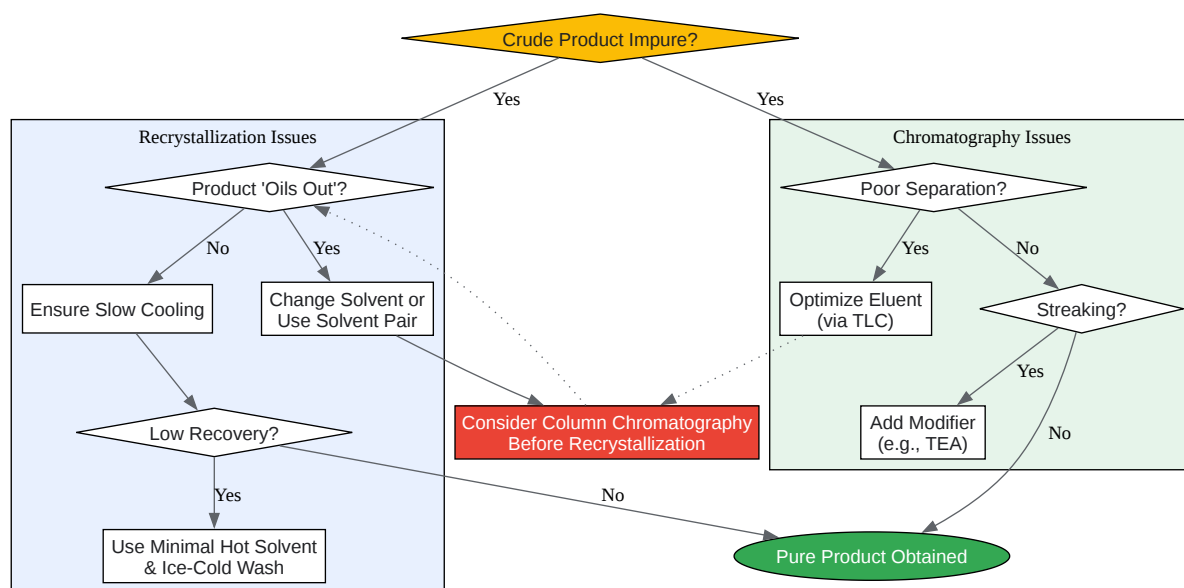 Crude Product Impure?
Yes
Yes
Recrystallization Issues
Chromatography Issues
Product 'Oils Out'?
Poor Separation?
No
Yes
Yes
No
Ensure Slow Cooling
Change Solvent or
Use Solvent Pair
Optimize Eluent
(via TLC)
Streaking?
Yes
Low Recovery?
Consider Column Chromatography
Before Recrystallization
Add Modifier
(e.g., TEA)
No
Yes
No
Use Minimal Hot Solvent
& Ice-Cold Wash
Pure Product Obtained